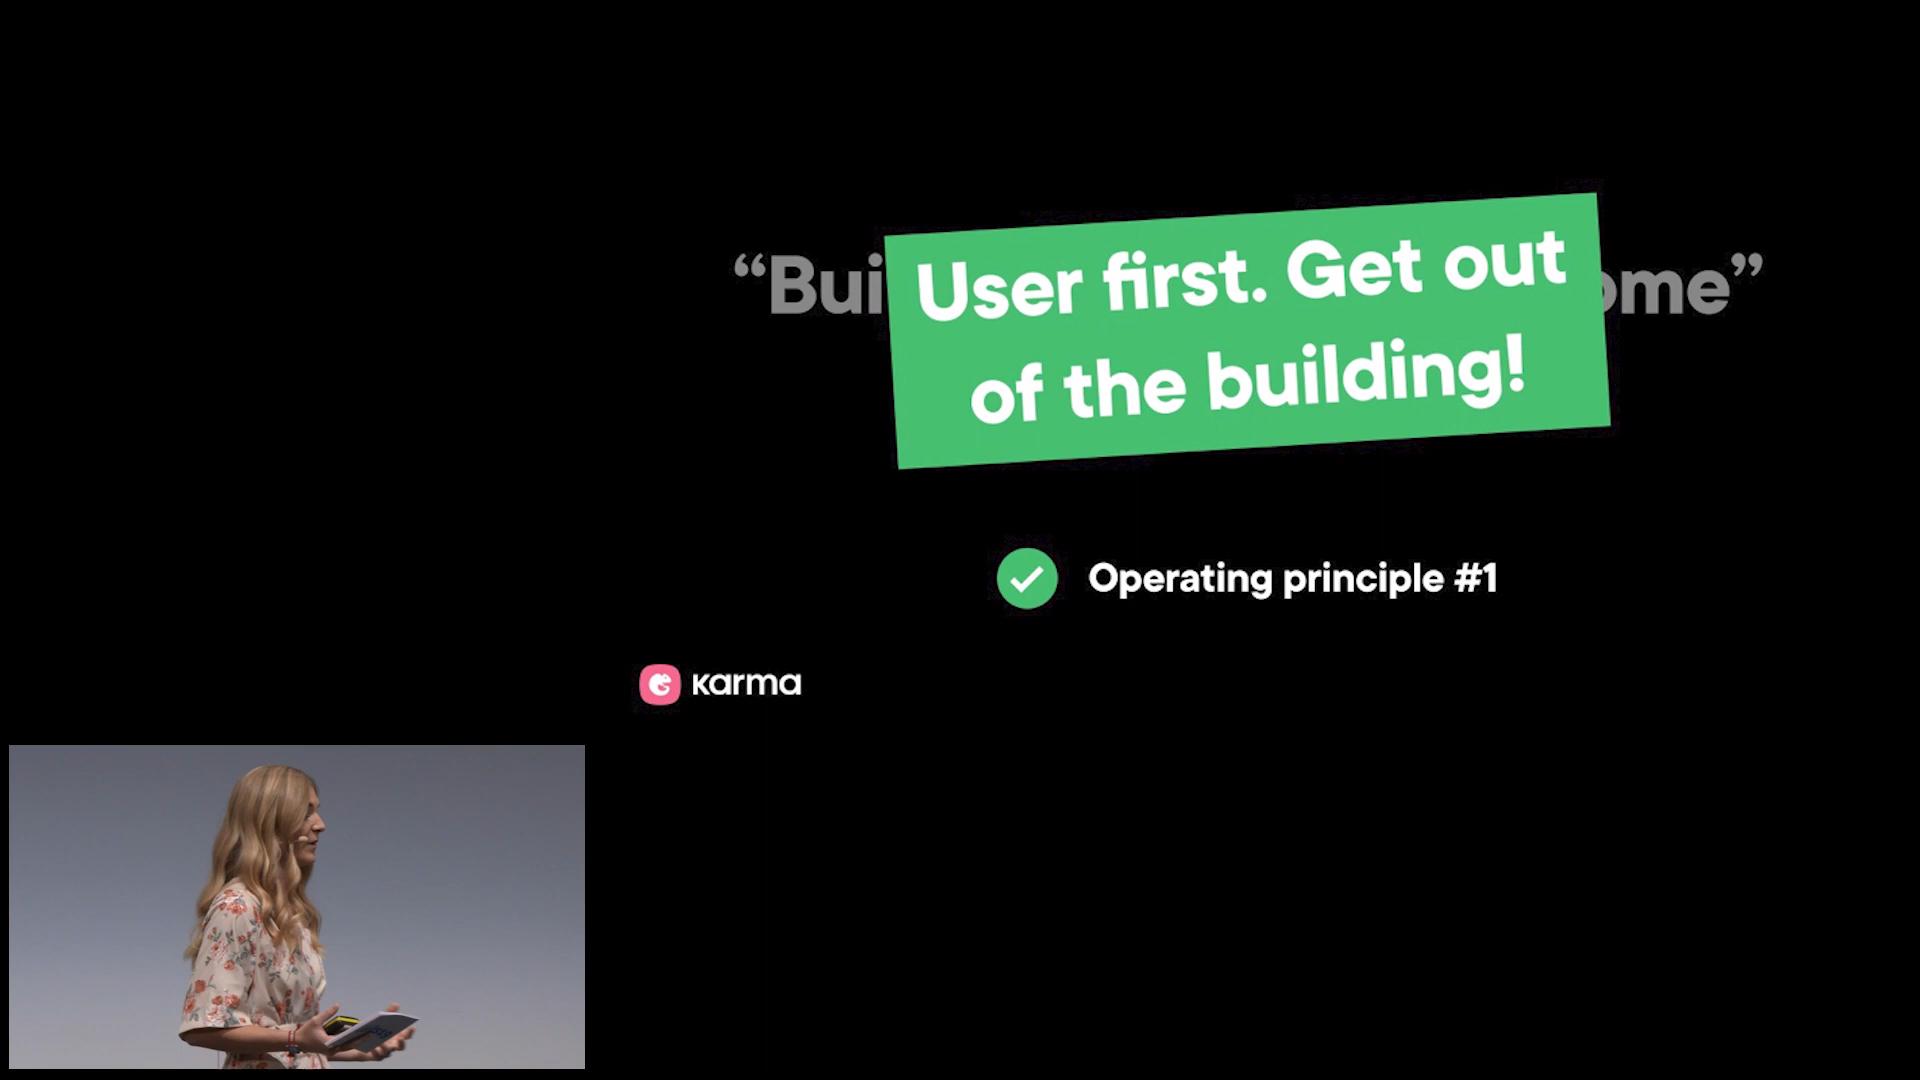 “Bui
ome”
User first. Get out
of the building!
Operating principle #1
Karma